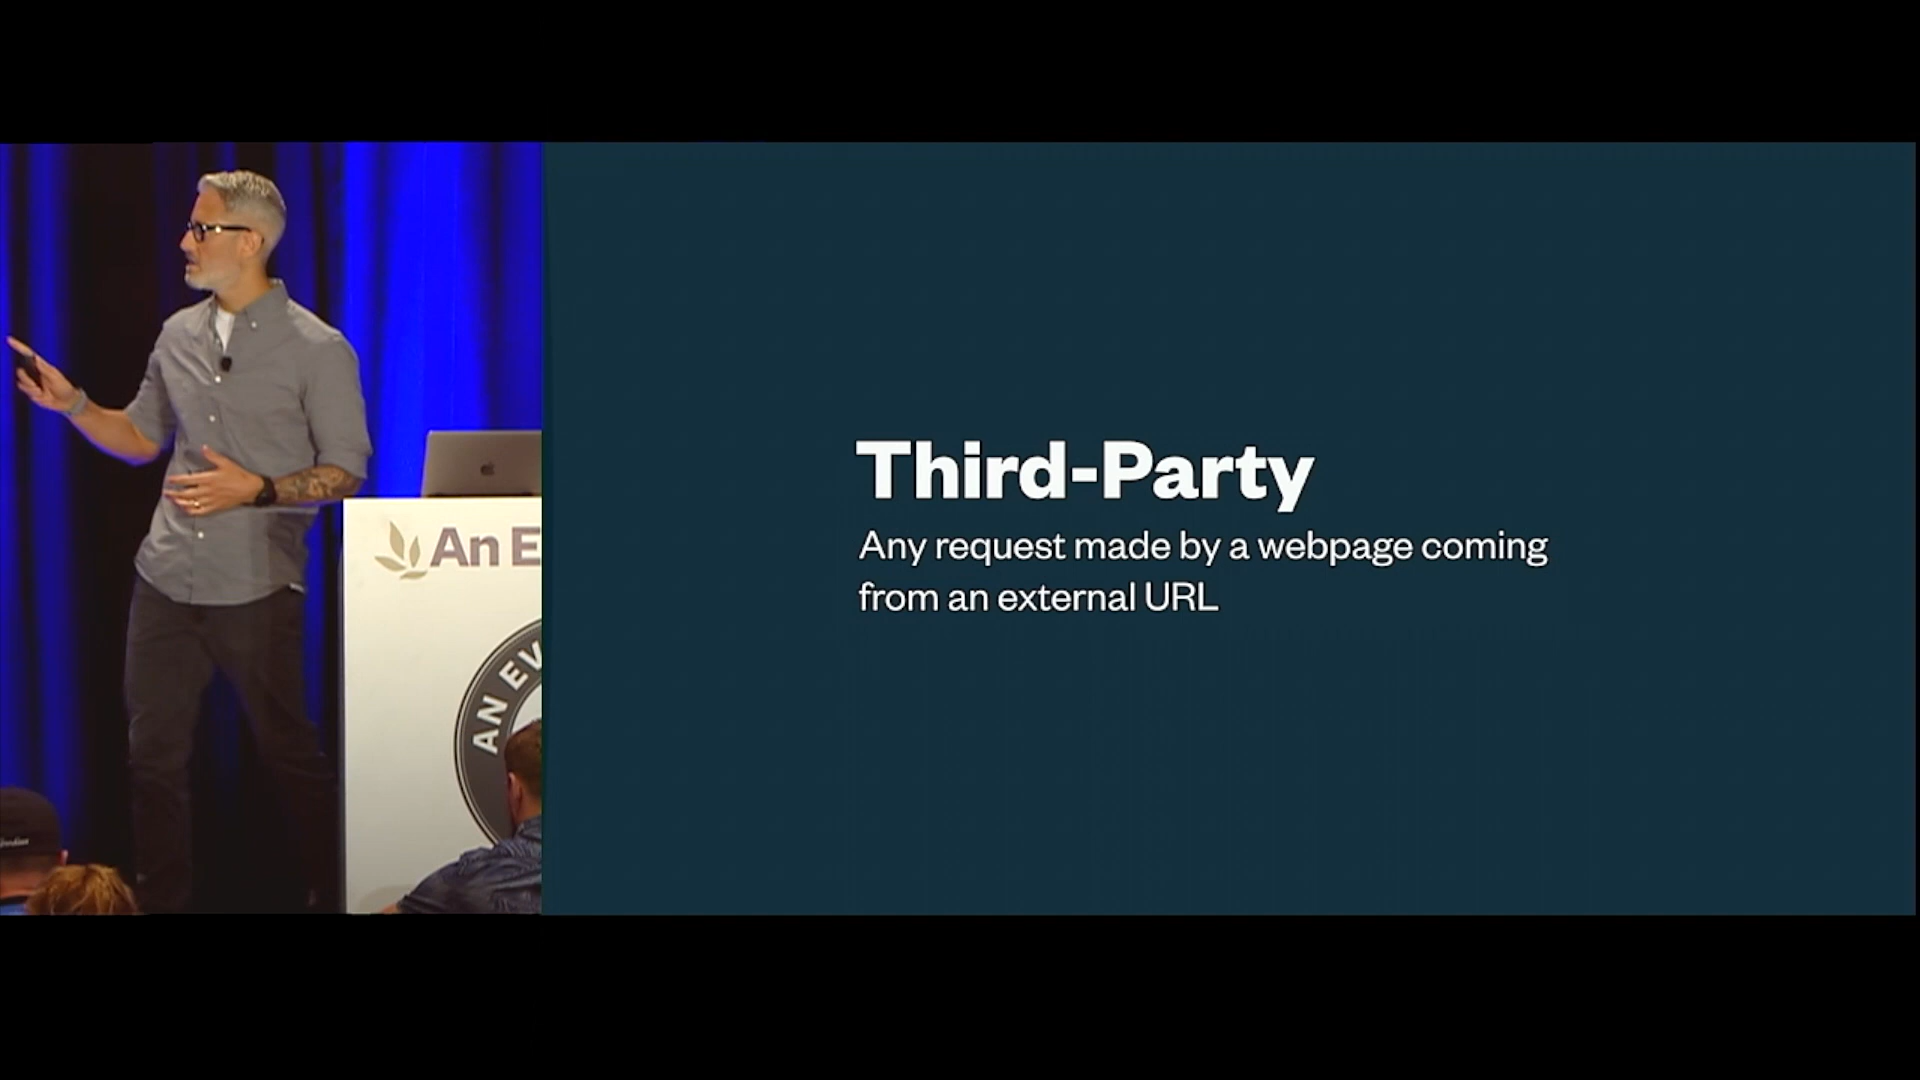 Third-Party
Any request made by a webpage coming
from an external URL
An E
AN EV